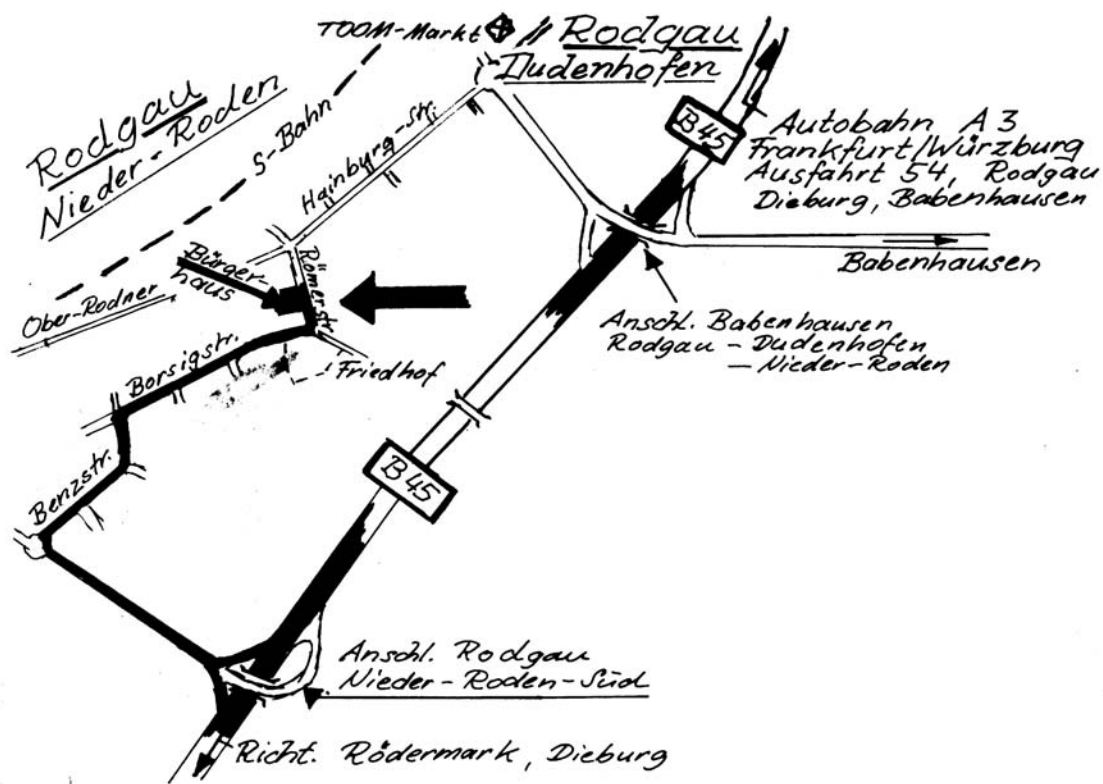 TOOM-Markt
Rodgau
Dudenhofen
Rodgau
Nieder-Roden
S-Bahn
Hainburg-Str.
B45
Autobahn A3
Frankfurt/Würzburg
Ausfahrt 54, Rodgau
Dieburg, Babenhausen
Babenhausen
Bürger-
haus
Römerstr.
Ober-Rodner
Anschl. Babenhausen
Rodgau - Dudenhofen
- Nieder-Roden
Borsigstr.
Friedhof
B45
Benzstr.
Anschl. Rodgau
Nieder-Roden-Süd
Richt. Rödermark, Dieburg